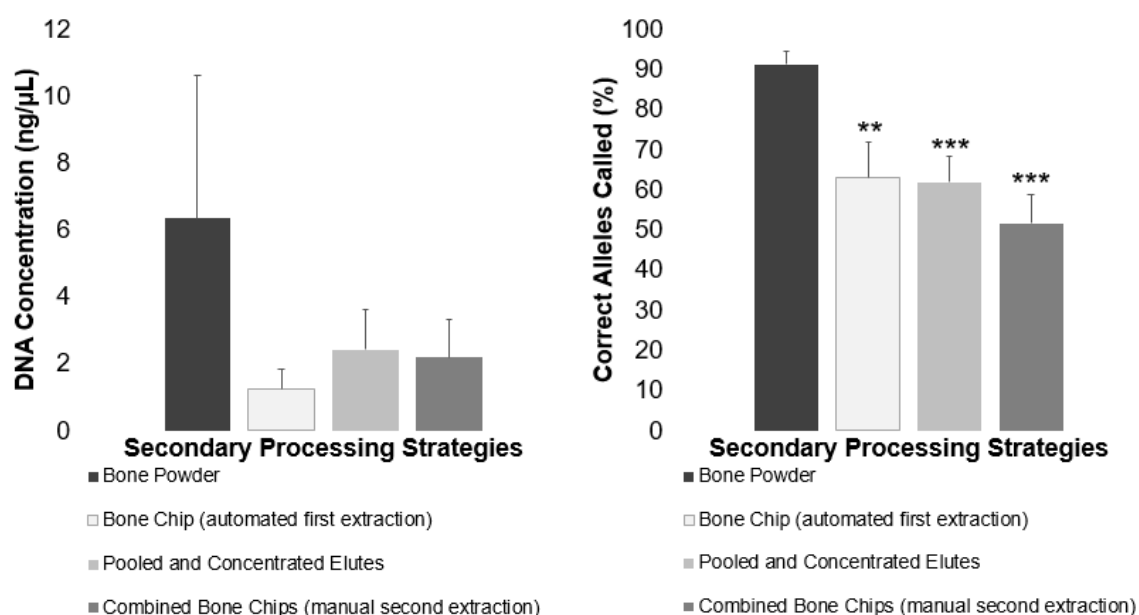 12
10
8
6
4
2
0
DNA Concentration (ng/µL)
Secondary Processing Strategies
Bone Powder
Bone Chip (automated first extraction)
Pooled and Concentrated Elutes
Combined Bone Chips (manual second extraction)
100
90
80
70
60
50
40
30
20
10
0
Correct Alleles Called (%)
**
***
***
Secondary Processing Strategies
Bone Powder
Bone Chip (automated first extraction)
Pooled and Concentrated Elutes
Combined Bone Chips (manual second extraction)